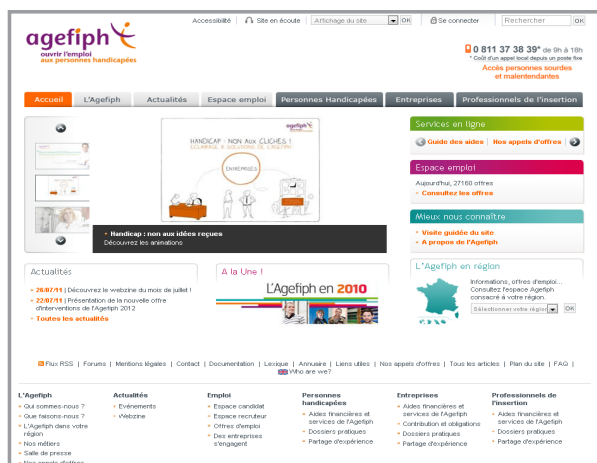 Accessibilité
Site en écoute
Affichage du site
OK
Se connecter
Rechercher
OK
agefiph
ouvrir l'emploi
aux personnes handicapées
0 811 37 38 39* de 9h à 18h
* Coût d'un appel local depuis un poste fixe
Accès personnes sourdes
et malentendantes
Accueil
L'Agefiph
Actualités
Espace emploi
Personnes Handicapées
Entreprises
Professionnels de l'insertion
agefiph
HANDICAP : NON AUX CLICHÉS !
ÉCLAIRAGE & SOLUTIONS DE L'AGEFIPH
ENTREPRISES
Handicap : non aux idées reçues
Découvrez les animations
Services en ligne
Guide des aides
Nos appels d'offres
Espace emploi
Aujourd'hui, 27160 offres
Consultez les offres
Mieux nous connaître
Visite guidée du site
A propos de l'Agefiph
Actualités
26/07/11 | Découvrez le webzine du mois de juillet !
22/07/11 | Présentation de la nouvelle offre
d'interventions de l'Agefiph 2012
Toutes les actualités
A la Une !
L'Agefiph en 2010
L'Agefiph en région
Informations, offres d'emploi...
Consultez l'espace Agefiph
consacré à votre région.
Sélectionner votre région
OK
Flux RSS | Forums | Mentions légales | Contact | Documentation | Lexique | Annuaire | Liens utiles | Nos appels d'offres | Tous les articles | Plan du site | FAQ |
Who are we?
L'Agefiph
Qui sommes-nous ?
Que faisons-nous ?
L'Agefiph dans votre
région
Nos métiers
Salle de presse
Nos appels d'offres
Actualités
Evénements
Webzine
Emploi
Espace candidat
Espace recruteur
Offres d'emploi
Des entreprises
s'engagent
Personnes
handicapées
Aides financières et
services de l'Agefiph
Dossiers pratiques
Partage d'expérience
Entreprises
Aides financières et
services de l'Agefiph
Contribution et obligations
Dossiers pratiques
Partage d'expérience
Professionnels de
l'insertion
Aides financières et
services de l'Agefiph
Dossiers pratiques
Partage d'expérience